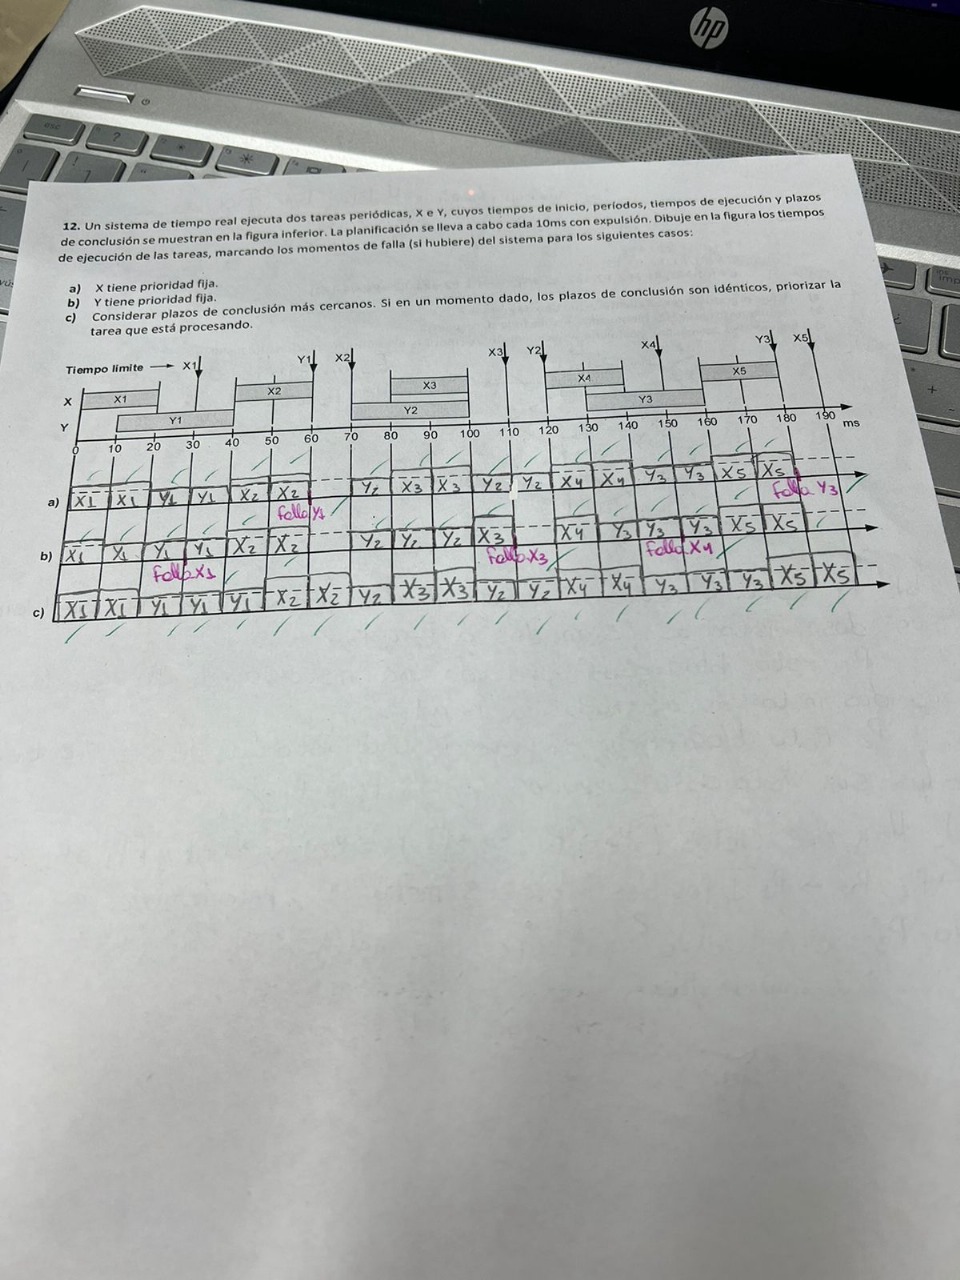 hp
esc
?
!
12. Un sistema de tiempo real ejecuta dos tareas periódicas, X e Y, cuyos tiempos de inicio, períodos, tiempos de ejecución y plazos
de conclusión se muestran en la figura inferior. La planificación se lleva a cabo cada 10ms con expulsión. Dibuje en la figura los tiempos
de ejecución de las tareas, marcando los momentos de falla (si hubiere) del sistema para los siguientes casos:
a) X tiene prioridad fija.
b) Y tiene prioridad fija.
c) Considerar plazos de conclusión más cercanos. Si en un momento dado, los plazos de conclusión son idénticos, priorizar la
tarea que está procesando.
Tiempo límite X1 Y1 X2 X3 Y2 X4 Y3 X5
X X1 X2 X3 X4 X5
Y Y1 Y2 Y3
0 10 20 30 40 50 60 70 80 90 100 110 120 130 140 150 160 170 180 190 ms
a) X1 X1 Y1 Y1 X2 X2 Y2 X3 X3 Y2 Y2 X4 X4 Y3 Y3 X5 X5
Falla Y1 Falla Y3
b) X1 Y1 Y1 Y1 X2 X2 Y2 Y2 Y2 X3 X4 Y3 Y3 Y3 X5 X5
Falla X1 Falla X3 Falla X4
c) X1 X1 Y1 Y1 Y1 X2 X2 Y2 X3 X3 Y2 Y2 X4 X4 Y3 Y3 Y3 X5 X5